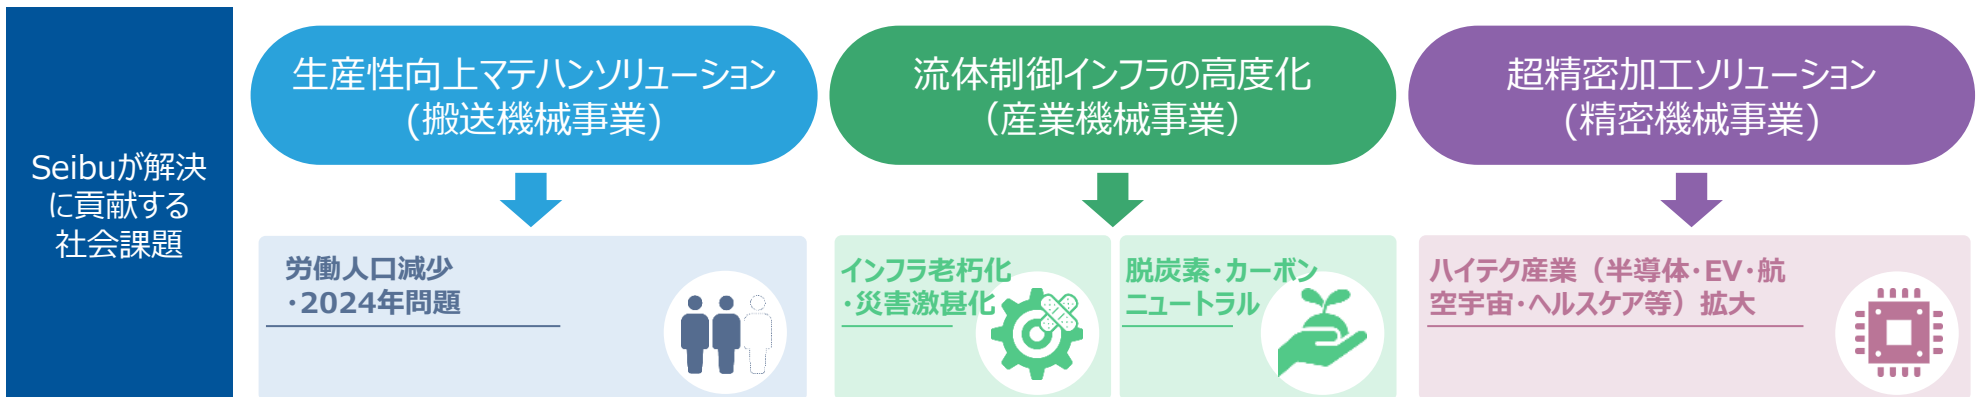 Seibuが解決
に貢献する
社会課題
生産性向上マテハンソリューション
(搬送機械事業)
流体制御インフラの高度化
（産業機械事業）
超精密加工ソリューション
(精密機械事業)
労働人口減少
・2024年問題
インフラ老朽化
・災害激甚化
脱炭素・カーボン
ニュートラル
ハイテク産業（半導体・EV・航
空宇宙・ヘルスケア等）拡大